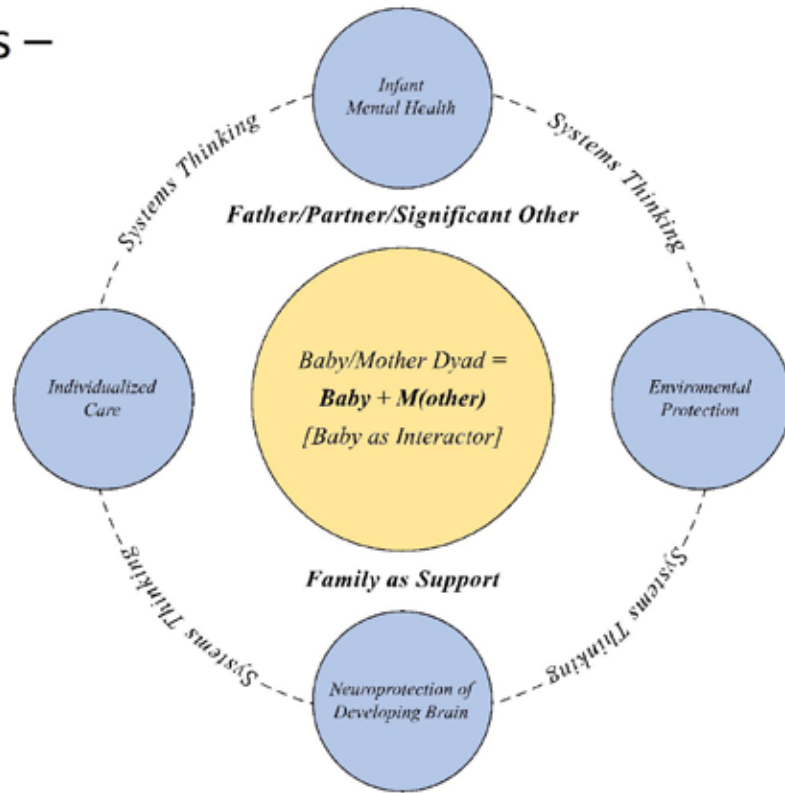 s –
Infant
Mental Health
Systems Thinking
Systems Thinking
Father/Partner/Significant Other
Individualized
Care
Baby/Mother Dyad =
Baby + M(other)
[Baby as Interactor]
Enviromental
Protection
Family as Support
Systems Thinking
Systems Thinking
Neuroprotection of
Developing Brain